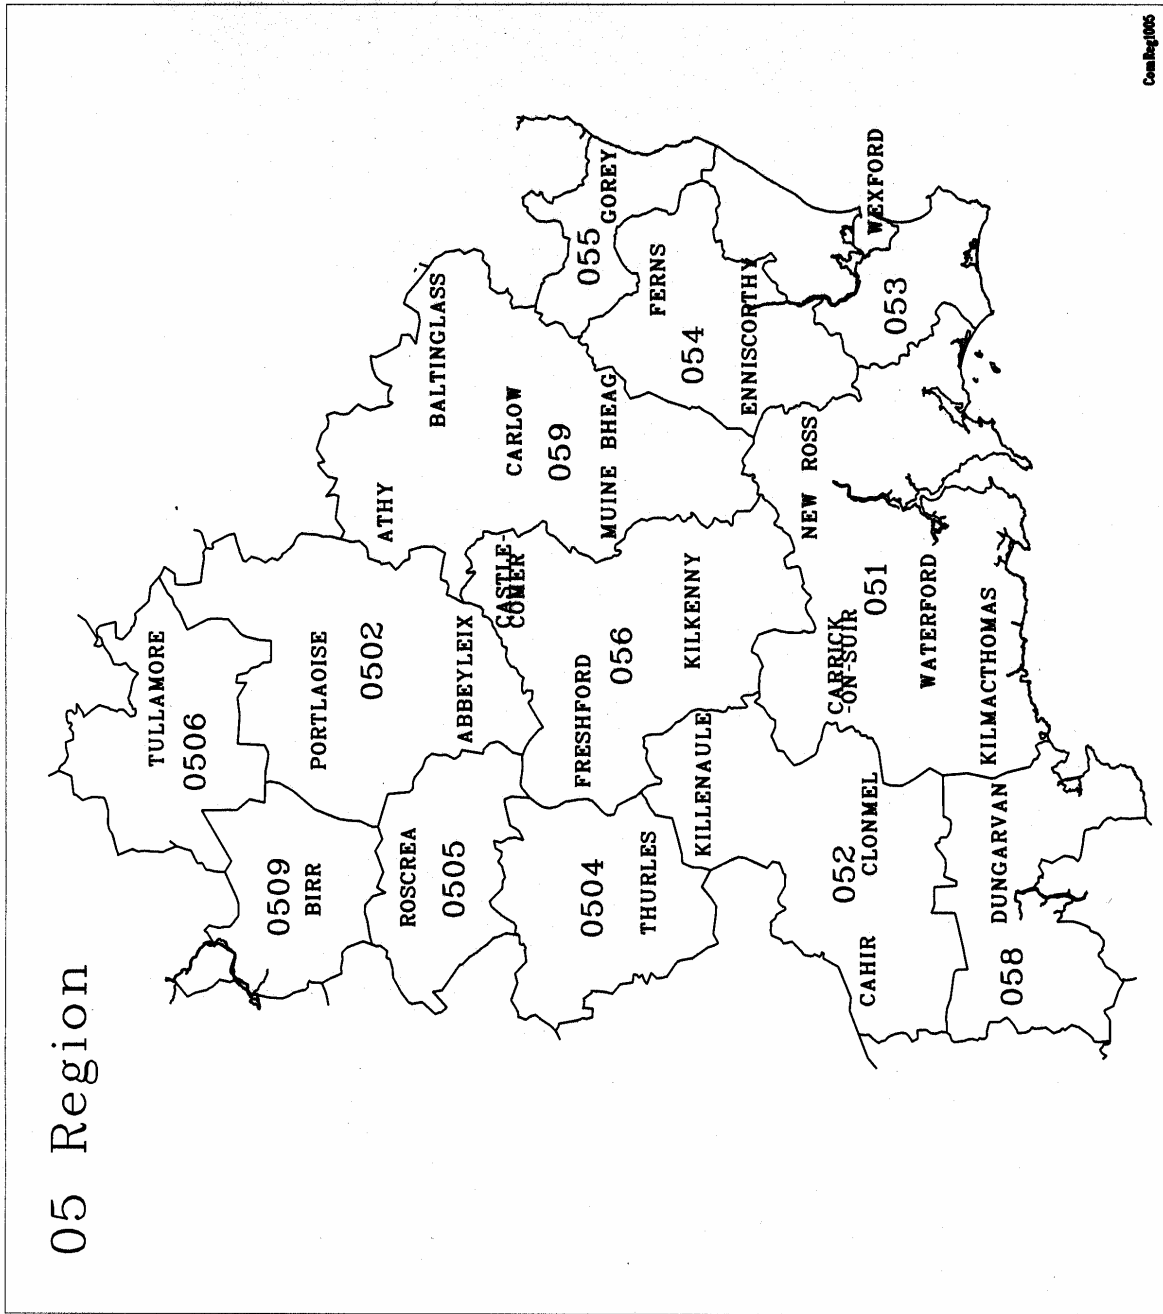 05 Region
TULLAMORE
0506
0509
BIRR
PORTLAOISE
0502
ATHY
BALTINGLASS
ROSCREA
0505
ABBEYLEIX
CASTLE-
COMER
CARLOW
059
055
GOREY
0504
THURLES
FRESHFORD
056
KILKENNY
MUINE BHEAG
FERNS
054
ENNISCORTHY
KILLENAULE
NEW ROSS
CARRICK
-ON-SUIR
051
053
WEXFORD
CAHIR
052
CLONMEL
WATERFORD
058
DUNGARVAN
KILMACTHOMAS
ComReg1005